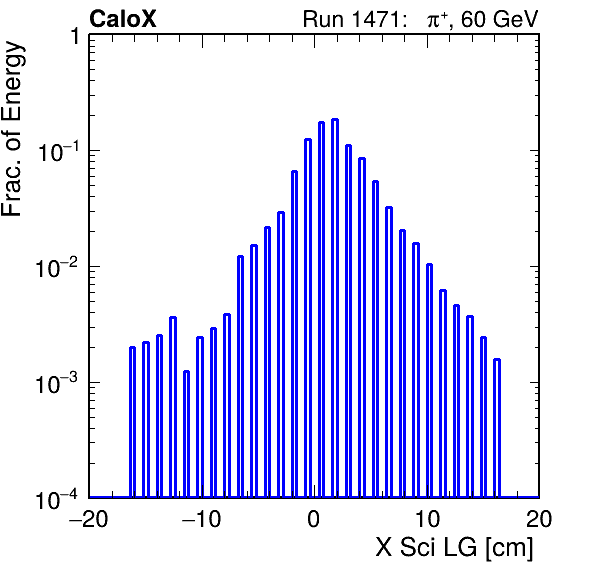 CaloX Run 1471: π⁺, 60 GeV
Frac. of Energy
1
10⁻¹
10⁻²
10⁻³
10⁻⁴
−20 −10 0 10 20
X Sci LG [cm]